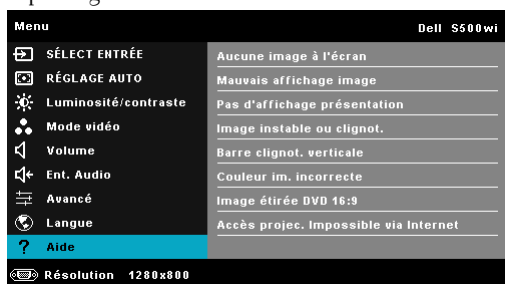 Menu Dell S500wi
SÉLECT ENTRÉE
RÉGLAGE AUTO
Luminosité/contraste
Mode vidéo
Volume
Ent. Audio
Avancé
Langue
? Aide
Aucune image à l'écran
Mauvais affichage image
Pas d'affichage présentation
Image instable ou clignot.
Barre clignot. verticale
Couleur im. incorrecte
Image étirée DVD 16:9
Accès projec. Impossible via Internet
Résolution 1280x800